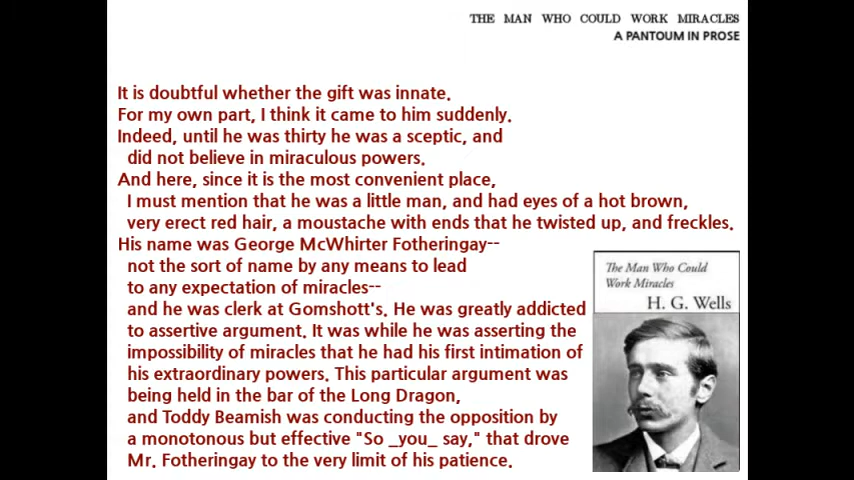 THE MAN WHO COULD WORK MIRACLES
A PANTOUM IN PROSE
It is doubtful whether the gift was innate.
For my own part, I think it came to him suddenly.
Indeed, until he was thirty he was a sceptic, and
did not believe in miraculous powers.
And here, since it is the most convenient place,
I must mention that he was a little man, and had eyes of a hot brown,
very erect red hair, a moustache with ends that he twisted up, and freckles.
His name was George McWhirter Fotheringay--
not the sort of name by any means to lead
to any expectation of miracles--
and he was clerk at Gomshott's. He was greatly addicted
to assertive argument. It was while he was asserting the
impossibility of miracles that he had his first intimation of
his extraordinary powers. This particular argument was
being held in the bar of the Long Dragon,
and Toddy Beamish was conducting the opposition by
a monotonous but effective "So _you_ say," that drove
Mr. Fotheringay to the very limit of his patience.
The Man Who Could
Work Miracles
H. G. Wells